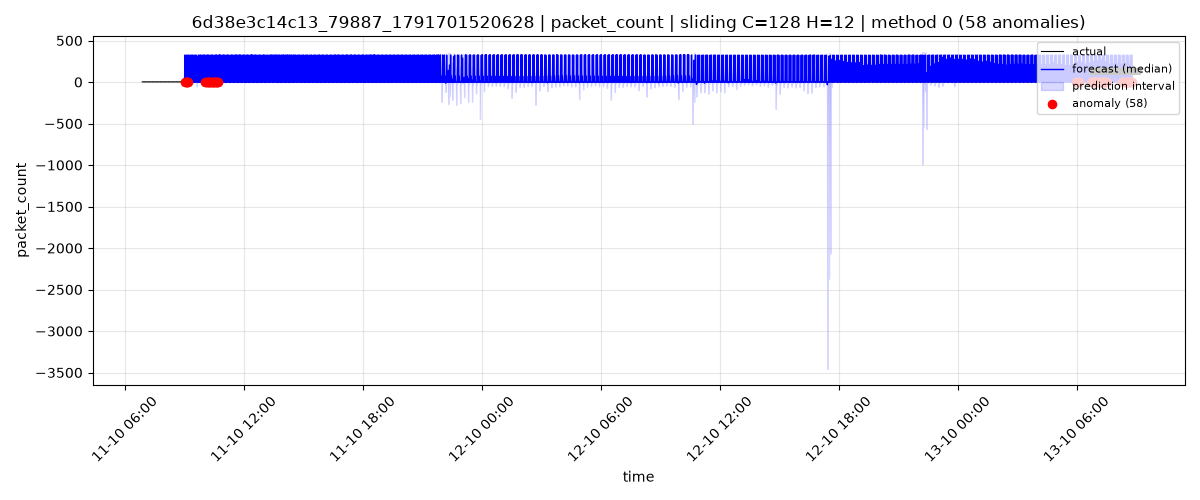 6d38e3c14c13_79887_1791701520628 | packet_count | sliding C=128 H=12 | method 0 (58 anomalies)
packet_count
500
0
−500
−1000
−1500
−2000
−2500
−3000
−3500
actual
forecast (median)
prediction interval
anomaly (58)
11-10 06:00
11-10 12:00
11-10 18:00
12-10 00:00
12-10 06:00
12-10 12:00
12-10 18:00
13-10 00:00
13-10 06:00
time